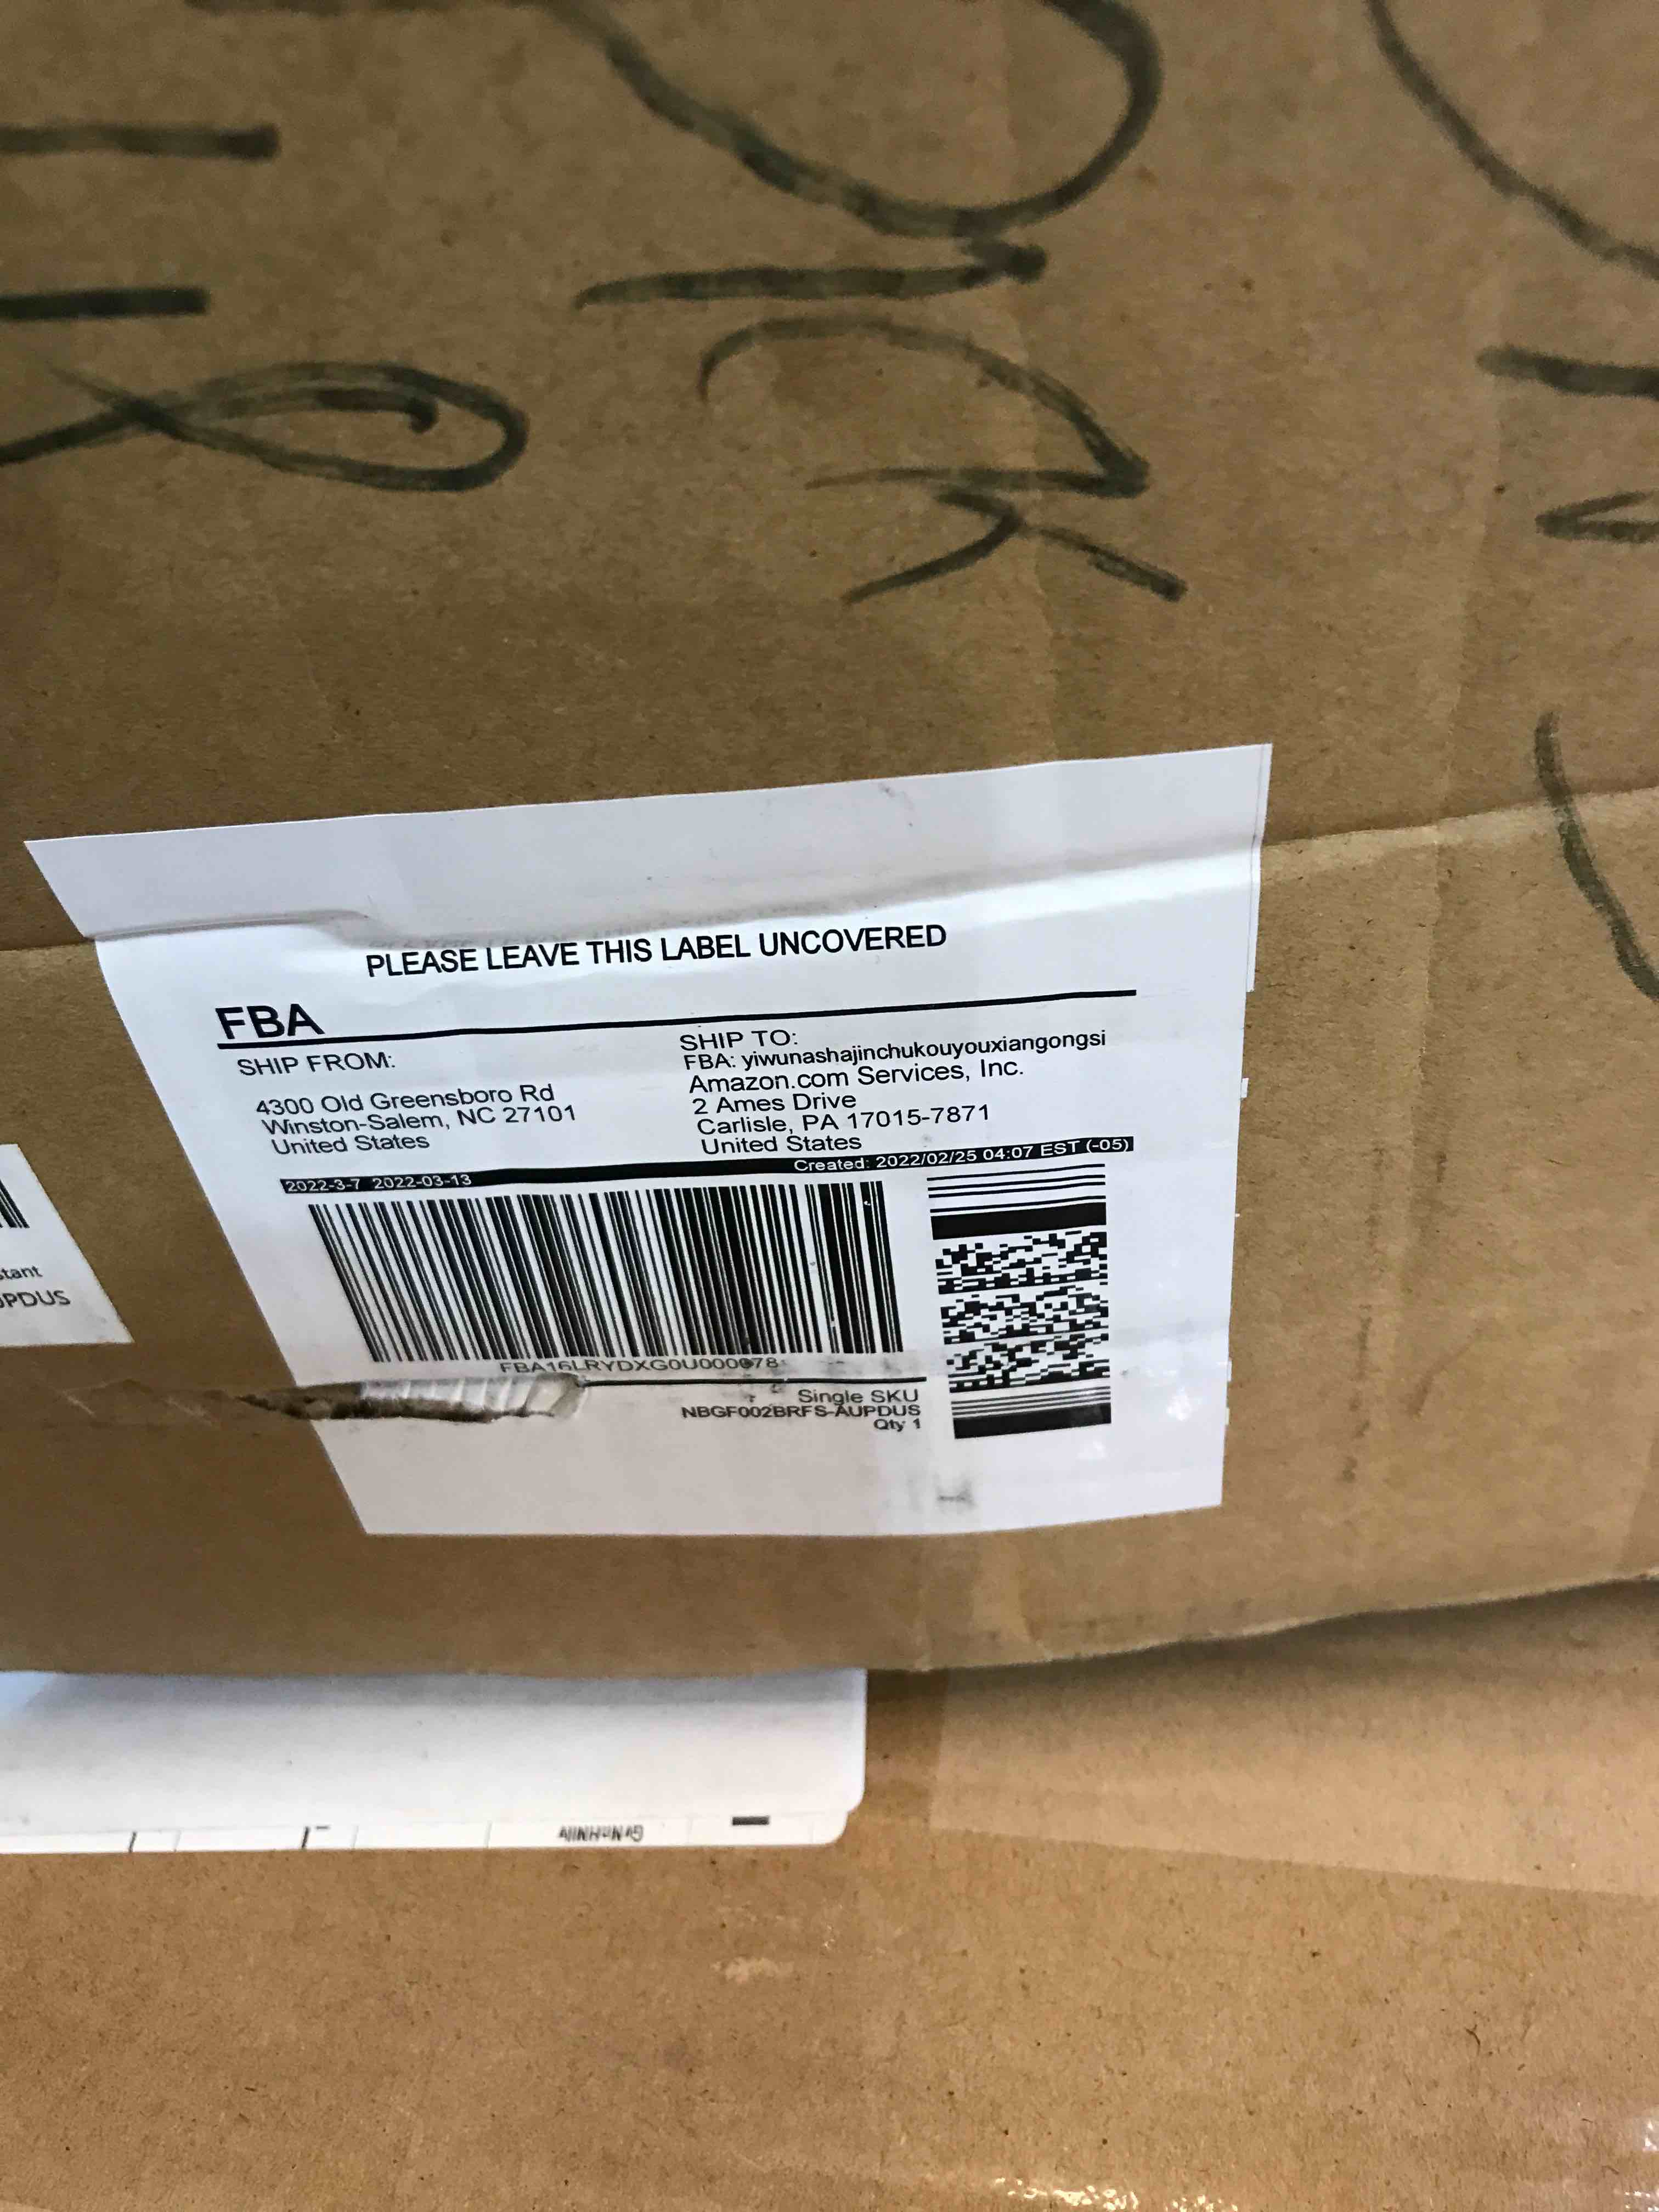 PLEASE LEAVE THIS LABEL UNCOVERED
FBA
SHIP FROM:
4300 Old Greensboro Rd
Winston-Salem, NC 27101
United States
SHIP TO:
FBA: yiwunashajinchukouyouxiangongsi
Amazon.com Services, Inc.
2 Ames Drive
Carlisle, PA 17015-7871
United States
2022-3-7 2022-03-13
Created: 2022/02/25 04:07 EST (-05)
FBA16LRYDXG0U000078
Single SKU
NBGF002BRFS-AUPDUS
Qty 1